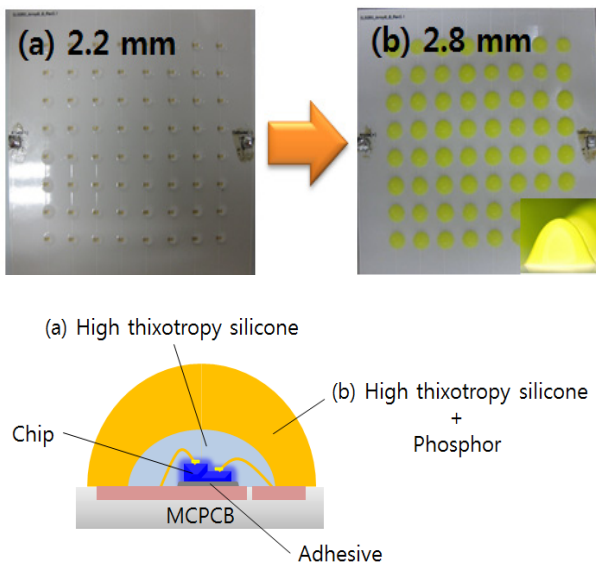 (a) 2.2 mm
(b) 2.8 mm
(a) High thixotropy silicone
(b) High thixotropy silicone
+
Phosphor
Chip
MCPCB
Adhesive